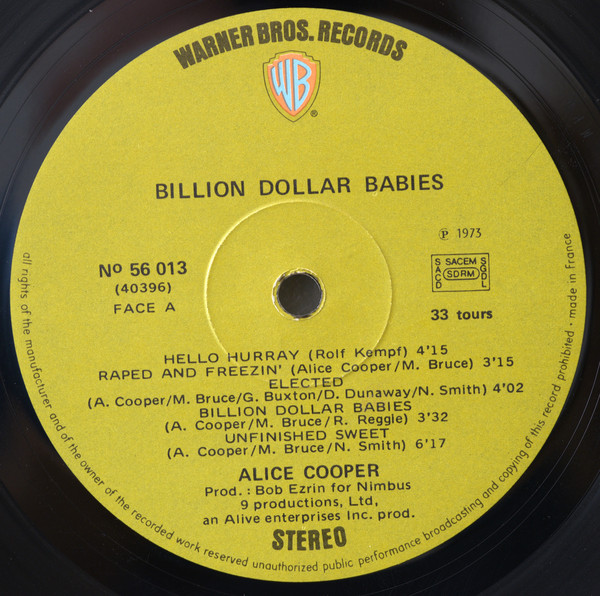 WARNER BROS. RECORDS
WB
®
BILLION DOLLAR BABIES
℗ 1973
Nº 56 013
(40396)
FACE A
SACD
SACEM
SDRM
SGDL
33 tours
HELLO HURRAY (Rolf Kempf) 4'15
RAPED AND FREEZIN' (Alice Cooper/M. Bruce) 3'15
ELECTED
(A. Cooper/M. Bruce/G. Buxton/D. Dunaway/N. Smith) 4'02
BILLION DOLLAR BABIES
(A. Cooper/M. Bruce/R. Reggie) 3'32
UNFINISHED SWEET
(A. Cooper/M. Bruce/N. Smith) 6'17
ALICE COOPER
Prod. : Bob Ezrin for Nimbus
9 productions, Ltd,
an Alive enterprises Inc. prod.
STEREO
all rights of the manufacturer and of the owner of the recorded work reserved unauthorized public performance broadcasting and copying of this record prohibited · made in France